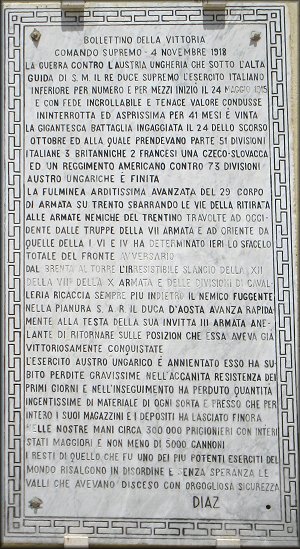 BOLLETTINO DELLA VITTORIA
COMANDO SUPREMO - 4 NOVEMBRE 1918
LA GUERRA CONTRO L'AUSTRIA UNGHERIA CHE SOTTO L'ALTA
GUIDA DI S. M. IL RE DUCE SUPREMO L'ESERCITO ITALIANO
INFERIORE PER NUMERO E PER MEZZI INIZIO IL 24 MAGGIO 1915
E CON FEDE INCROLLABILE E TENACE VALORE CONDUSSE
ININTERROTTA ED ASPRISSIMA PER 41 MESI È VINTA
LA GIGANTESCA BATTAGLIA INGAGGIATA IL 24 DELLO SCORSO
OTTOBRE ED ALLA QUALE PRENDEVANO PARTE 51 DIVISIONI
ITALIANE 3 BRITANNICHE 2 FRANCESI UNA CZECO-SLOVACCA
ED UN REGGIMENTO AMERICANO CONTRO 73 DIVISIONI
AUSTRO UNGARICHE E FINITA
LA FULMINEA ARDITISSIMA AVANZATA DEL 29 CORPO
DI ARMATA SU TRENTO SBARRANDO LE VIE DELLA RITIRATA
ALLE ARMATE NEMICHE DEL TRENTINO TRAVOLTE AD OCCI-
DENTE DALLE TRUPPE DELLA VII ARMATA E AD ORIENTE DA
QUELLE DELLA I VI E IV HA DETERMINATO IERI LO SFACELO
TOTALE DEL FRONTE AVVERSARIO
DAL BRENTA AL TORRE L'IRRESISTIBILE SLANCIO DELLA XII
DELLA VIII DELLA X ARMATA E DELLE DIVISIONI DI CAVAL-
LERIA RICACCIA SEMPRE PIU INDIETRO IL NEMICO FUGGENTE
NELLA PIANURA S. A. R. IL DUCA D'AOSTA AVANZA RAPIDA-
MENTE ALLA TESTA DELLA SUA INVITTA III ARMATA ANE-
LANTE DI RITORNARE SULLE POSIZION CHE ESSA AVEVA GIÀ
VITTORIOSAMENTE CONQUISTATE
L'ESERCITO AUSTRO UNGARICO È ANNIENTATO ESSO HA SU-
BITO PERDITE GRAVISSIME NELL'ACCANITA RESISTENZA DEI
PRIMI GIORNI E NELL'INSEGUIMENTO HA PERDUTO QUANTITÀ
INGENTISSIME DI MATERIALE DI OGNI SORTA E PRESSO CHE PER
INTERO I SUOI MAGAZZINI E I DEPOSITI HA LASCIATO FINORA
NELLE NOSTRE MANI CIRCA 300 000 PRIGIONIERI CON INTERI
STATI MAGGIORI E NON MENO DI 5000 CANNONI
I RESTI DI QUELLO CHE FU UNO DEI PIU POTENTI ESERCITI DEL
MONDO RISALGONO IN DISORDINE E SENZA SPERANZA LE
VALLI CHE AVEVANO DISCESO CON ORGOGLIOSA SICUREZZA
DIAZ